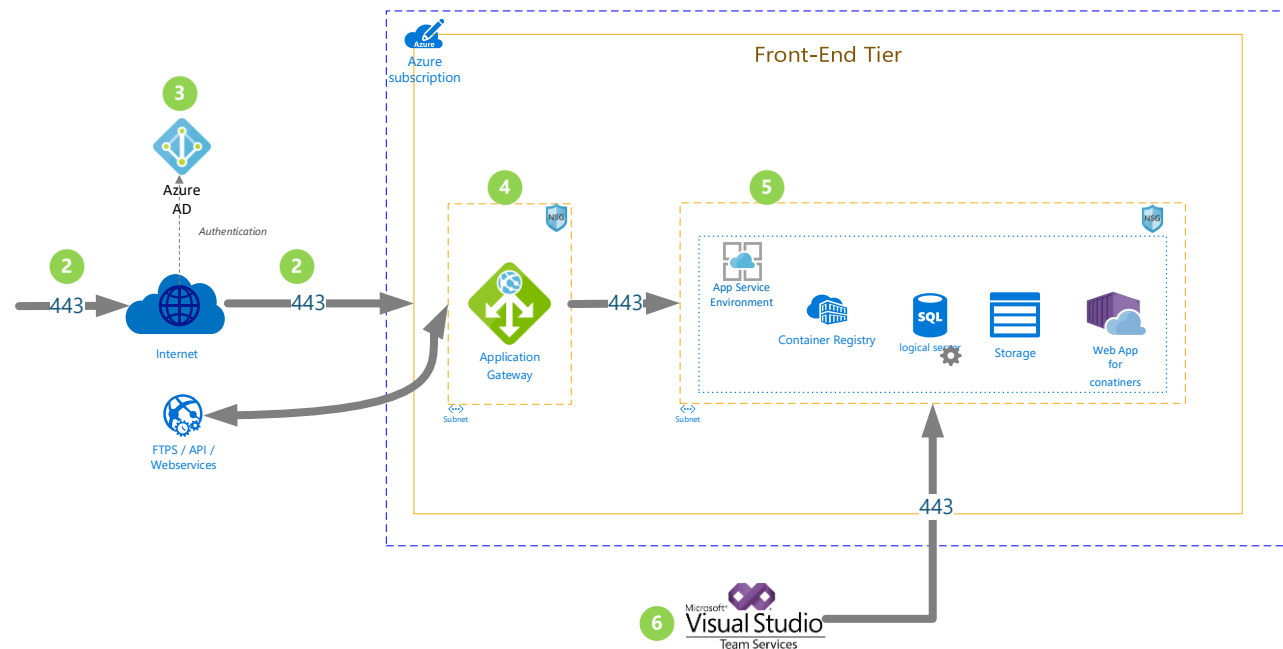 Azure
Azure
subscription
Front-End Tier
3
Azure
AD
Authentication
4
NSG
5
NSG
2
443
2
443
443
Internet
Application
Gateway
Subnet
App Service
Environment
Container Registry
SQL
logical server
Storage
Web App
for
conatiners
Subnet
FTPS / API /
Webservices
443
6
Microsoft®
Visual Studio
Team Services